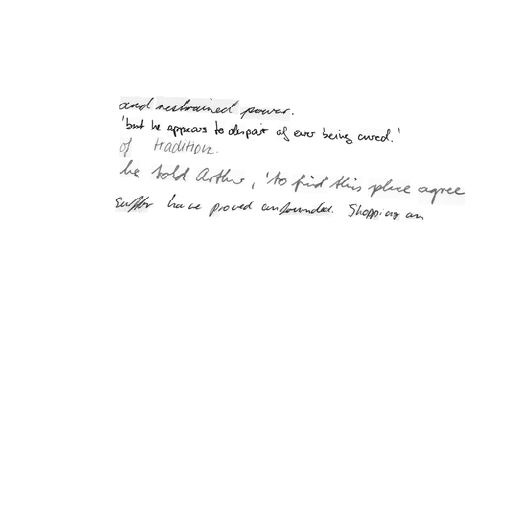 and restrained power.
'but he appears to despair of ever being cured.'
of tradition.
he told Arthur, 'to find this place agree
suffer have proved unfounded. Shopping an